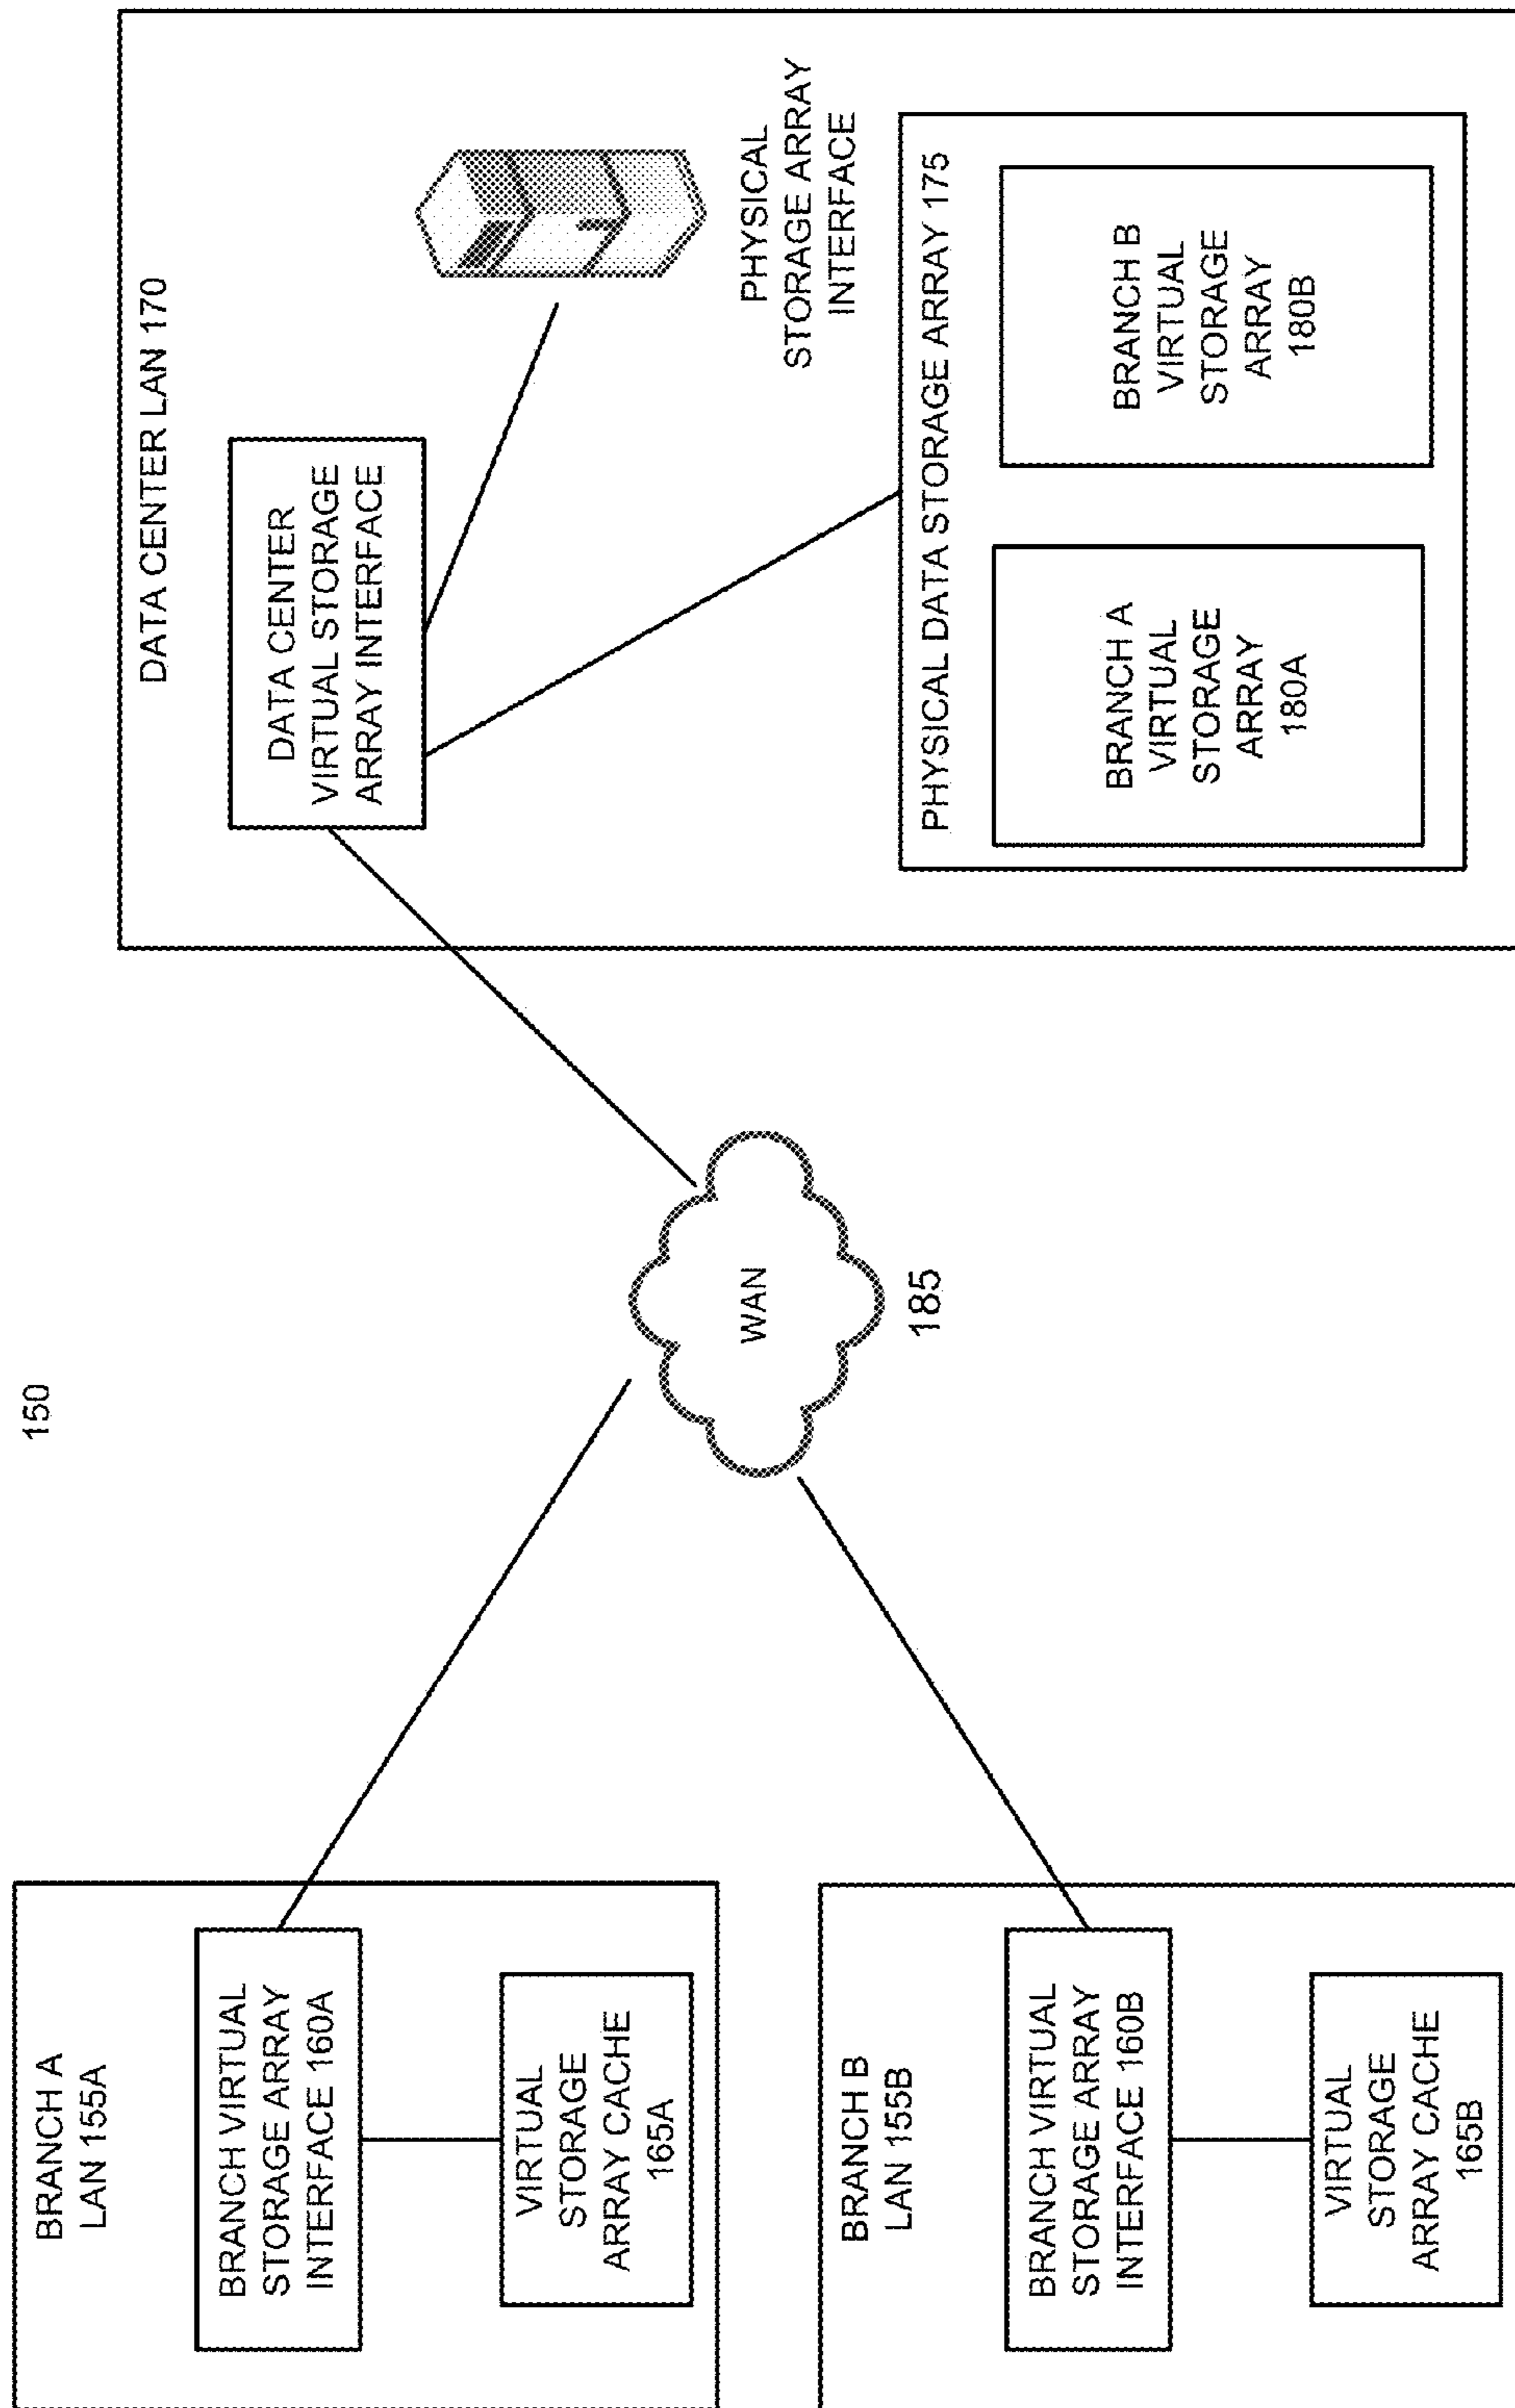 150
BRANCH A
LAN 155A
BRANCH VIRTUAL
STORAGE ARRAY
INTERFACE 160A
VIRTUAL
STORAGE
ARRAY CACHE
165A
BRANCH B
LAN 155B
BRANCH VIRTUAL
STORAGE ARRAY
INTERFACE 160B
VIRTUAL
STORAGE
ARRAY CACHE
165B
WAN
185
DATA CENTER LAN 170
DATA CENTER
VIRTUAL STORAGE
ARRAY INTERFACE
PHYSICAL
STORAGE ARRAY
INTERFACE
PHYSICAL DATA STORAGE ARRAY 175
BRANCH A
VIRTUAL
STORAGE
ARRAY
180A
BRANCH B
VIRTUAL
STORAGE
ARRAY
180B